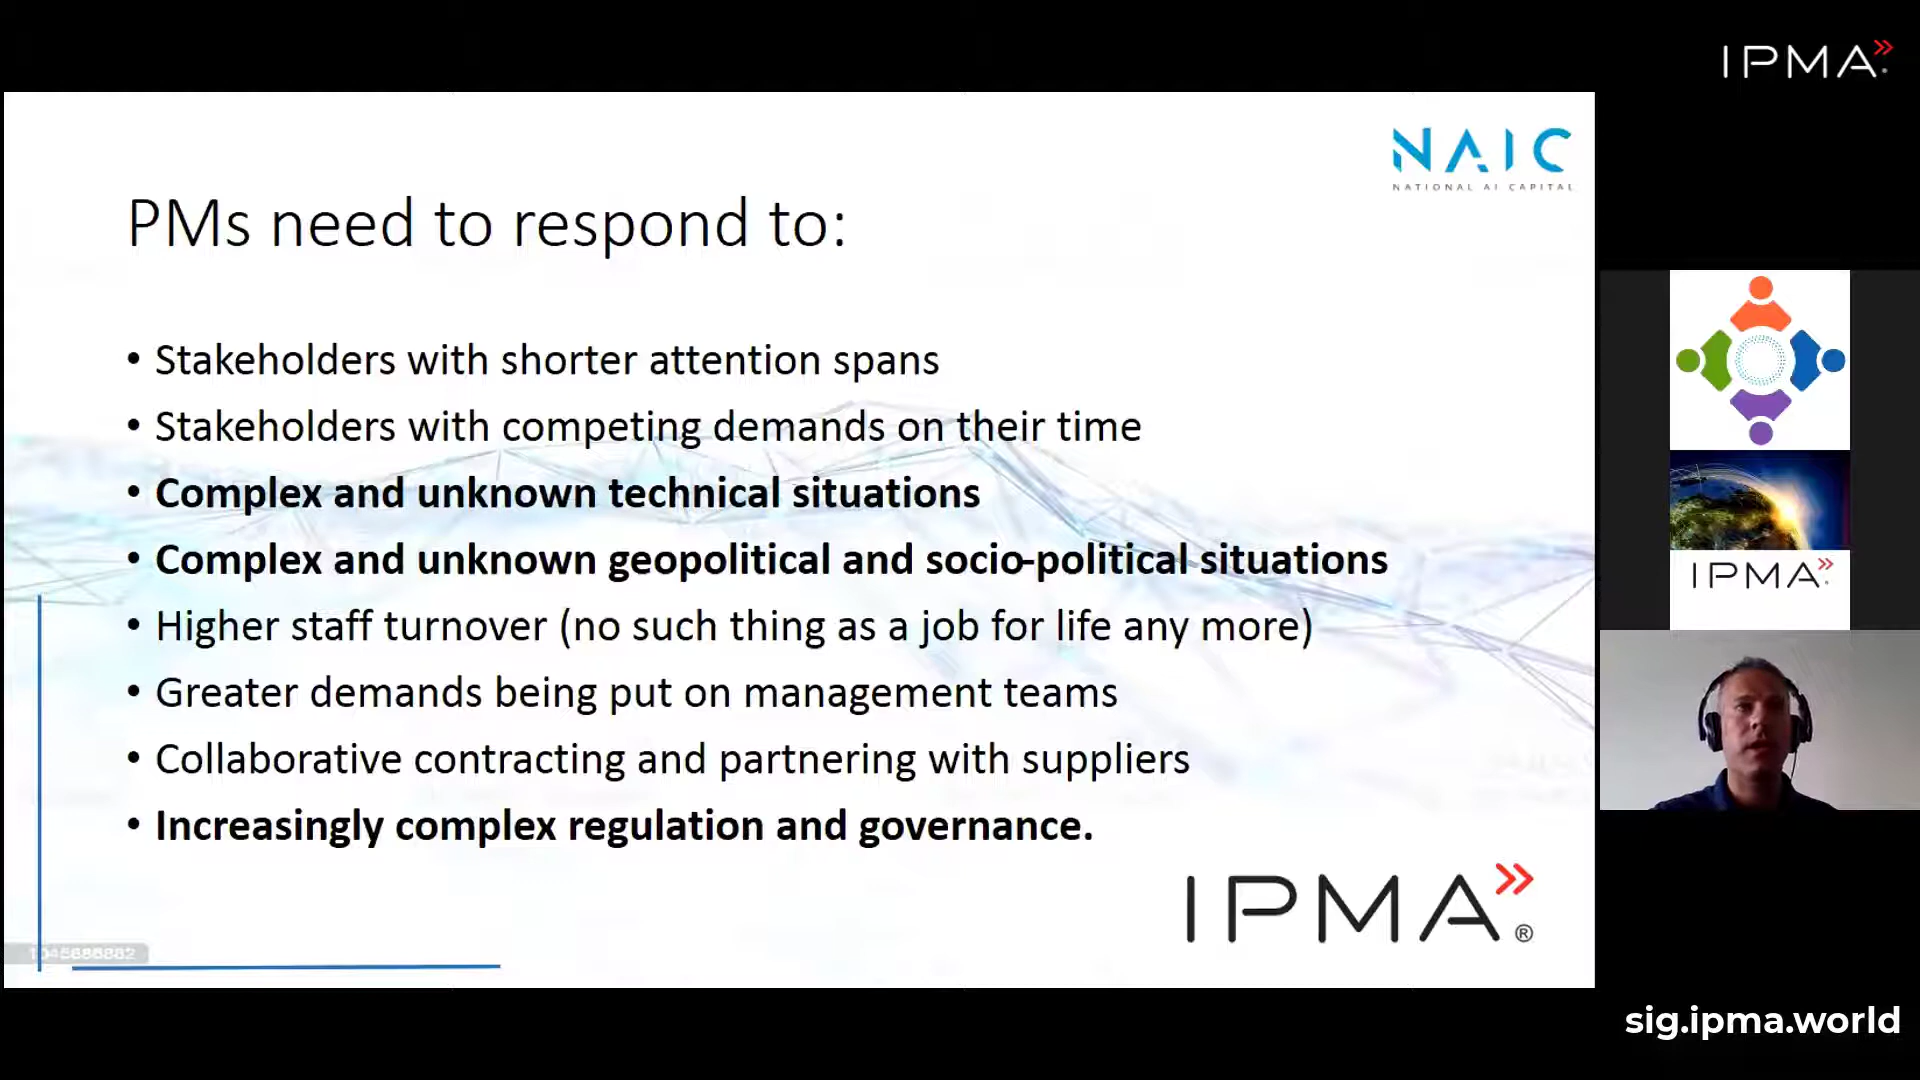 IPMA
NAIC
NATIONAL AI CAPITAL
PMs need to respond to:
• Stakeholders with shorter attention spans
• Stakeholders with competing demands on their time
• Complex and unknown technical situations
• Complex and unknown geopolitical and socio-political situations
• Higher staff turnover (no such thing as a job for life any more)
• Greater demands being put on management teams
• Collaborative contracting and partnering with suppliers
• Increasingly complex regulation and governance.
IPMA®
IPMA
1045686882
sig.ipma.world